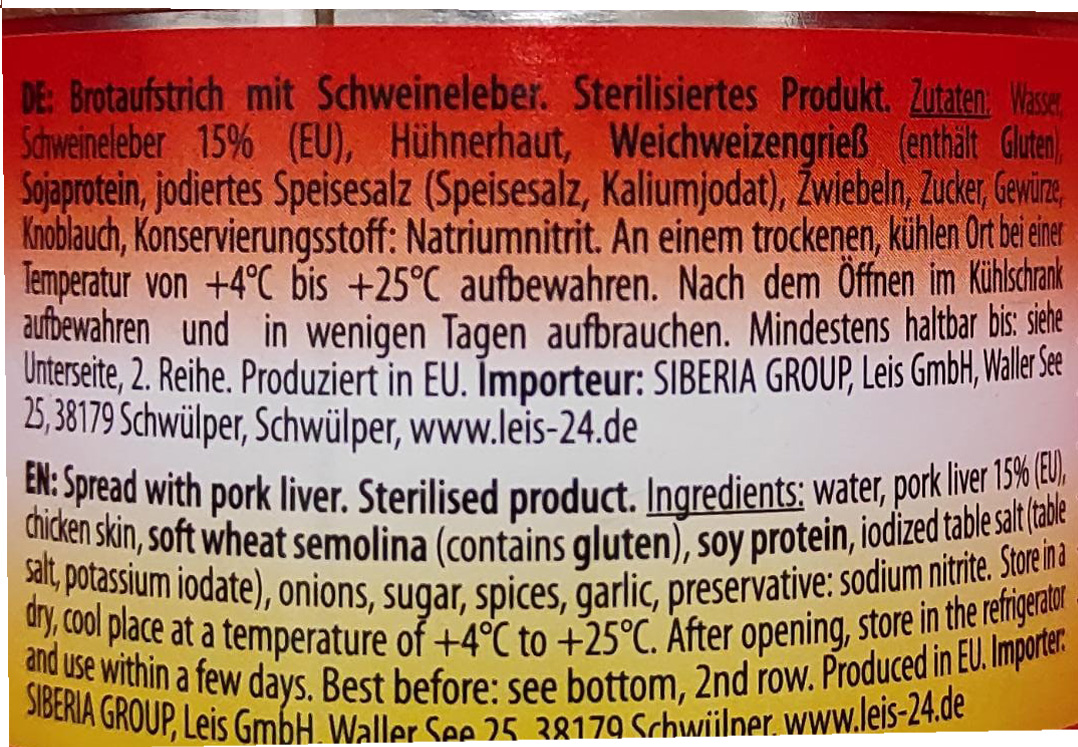 DE: Brotaufstrich mit Schweineleber. Sterilisiertes Produkt. Zutaten: Wasser,
Schweineleber 15% (EU), Hühnerhaut, Weichweizengrieß (enthält Gluten),
Sojaprotein, jodiertes Speisesalz (Speisesalz, Kaliumjodat), Zwiebeln, Zucker, Gewürze,
Knoblauch, Konservierungsstoff: Natriumnitrit. An einem trockenen, kühlen Ort bei einer
Temperatur von +4°C bis +25°C aufbewahren. Nach dem Öffnen im Kühlschrank
aufbewahren und in wenigen Tagen aufbrauchen. Mindestens haltbar bis: siehe
Unterseite, 2. Reihe. Produziert in EU. Importeur: SIBERIA GROUP, Leis GmbH, Waller See
25, 38179 Schwülper, Schwülper, www.leis-24.de
EN: Spread with pork liver. Sterilised product. Ingredients: water, pork liver 15% (EU),
chicken skin, soft wheat semolina (contains gluten), soy protein, iodized table salt (table
salt, potassium iodate), onions, sugar, spices, garlic, preservative: sodium nitrite. Store in a
dry, cool place at a temperature of +4°C to +25°C. After opening, store in the refrigerator
and use within a few days. Best before: see bottom, 2nd row. Produced in EU. Importer:
SIBERIA GROUP, Leis GmbH, Waller See 25, 38179 Schwülper, www.leis-24.de